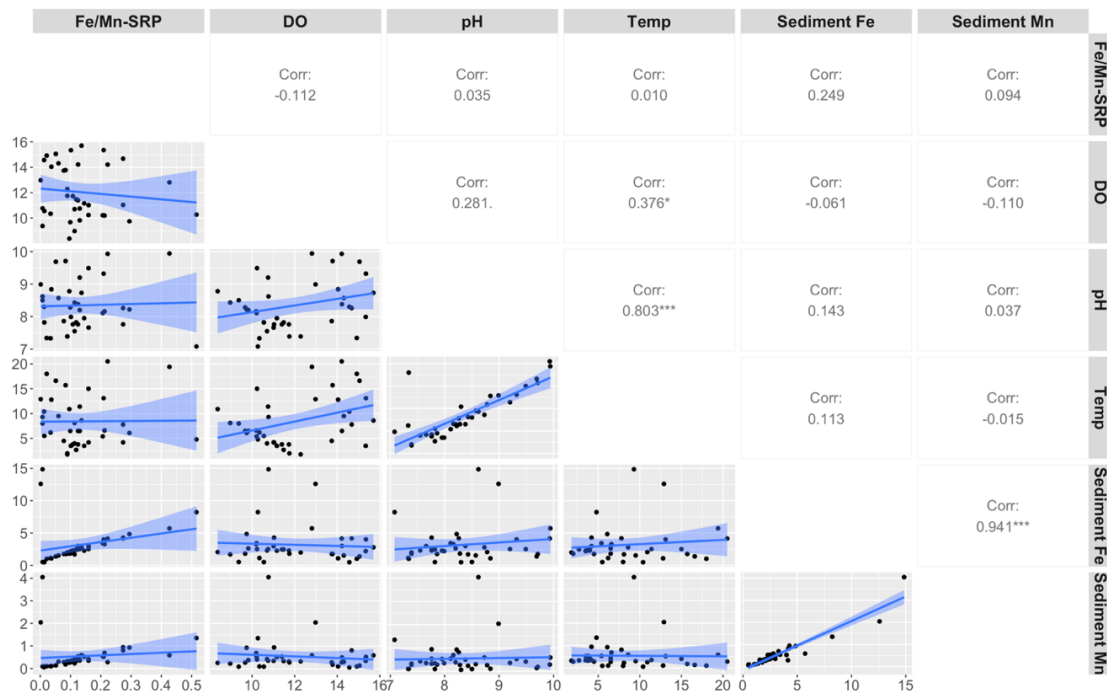 Fe/Mn-SRP DO pH Temp Sediment Fe Sediment Mn
Corr: Corr: Corr: Corr: Corr:
-0.112 0.035 0.010 0.249 0.094
Fe/Mn-SRP
16
14
12
10
Corr: Corr: Corr: Corr:
0.281. 0.376* -0.061 -0.110
DO
10
9
8
7
Corr: Corr: Corr:
0.803*** 0.143 0.037
pH
20
15
10
5
Corr: Corr:
0.113 -0.015
Temp
15
10
5
0
Corr:
0.941***
Sediment Fe
4
3
2
1
0
Sediment Mn
0.0 0.1 0.2 0.3 0.4 0.5 10 12 14 16 7 8 9 10 5 10 15 20 0 5 10 15